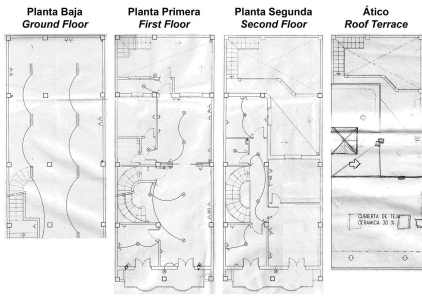 Planta Baja
Ground Floor
Planta Primera
First Floor
Planta Segunda
Second Floor
Ático
Roof Terrace
CUBIERTA DE TEJA
CERAMICA 30 %